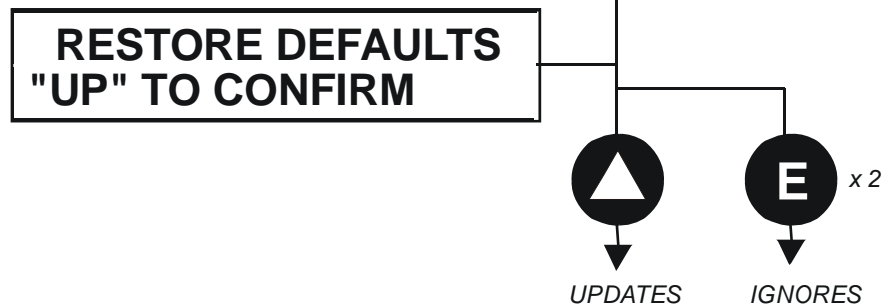 RESTORE DEFAULTS
"UP" TO CONFIRM
E
x 2
UPDATES
IGNORES